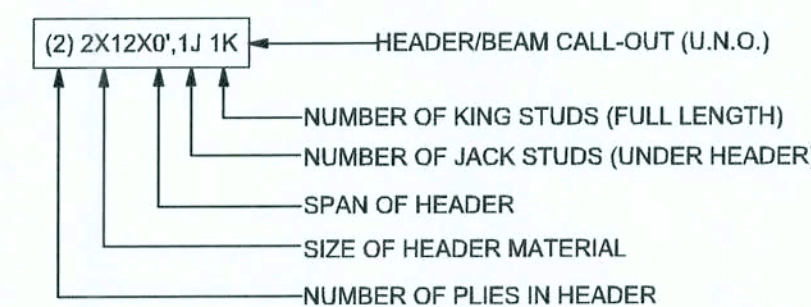 (2) 2X12X0',1J 1K
HEADER/BEAM CALL-OUT (U.N.O.)
NUMBER OF KING STUDS (FULL LENGTH)
NUMBER OF JACK STUDS (UNDER HEADER)
SPAN OF HEADER
SIZE OF HEADER MATERIAL
NUMBER OF PLIES IN HEADER